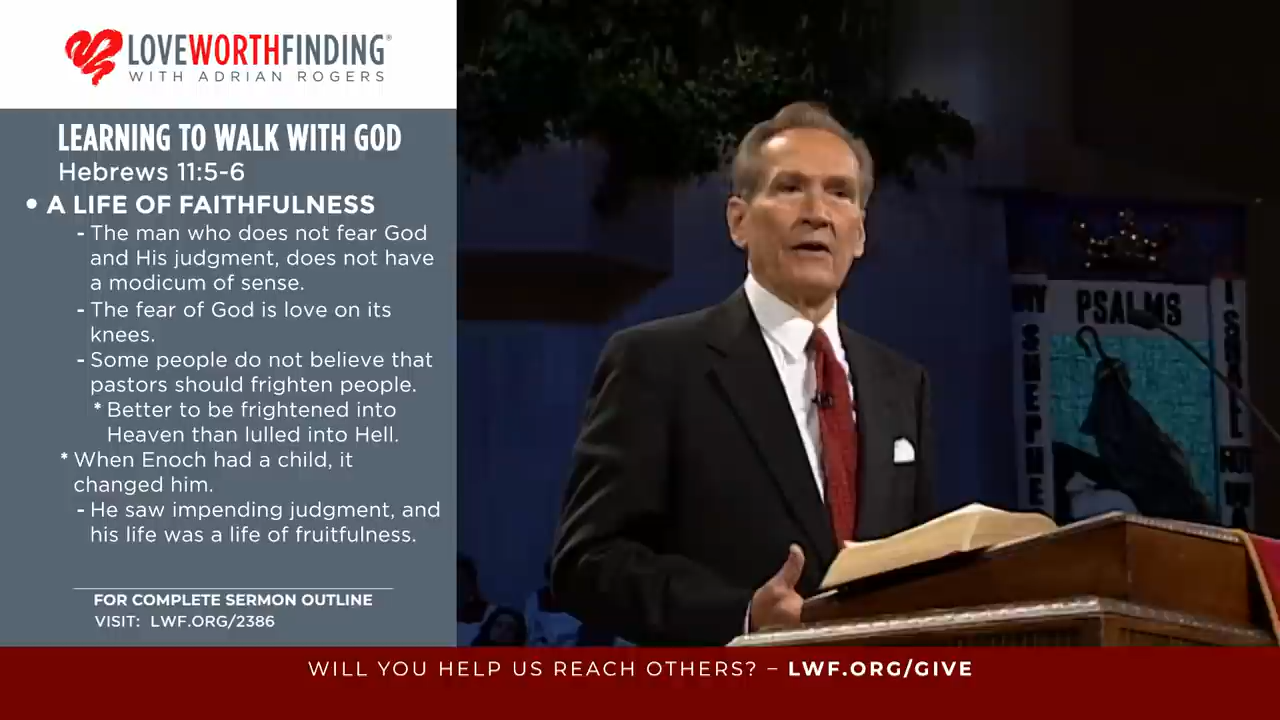 LOVEWORTHFINDING®
WITH ADRIAN ROGERS
LEARNING TO WALK WITH GOD
Hebrews 11:5-6
• A LIFE OF FAITHFULNESS
- The man who does not fear God
and His judgment, does not have
a modicum of sense.
- The fear of God is love on its
knees.
- Some people do not believe that
pastors should frighten people.
* Better to be frightened into
Heaven than lulled into Hell.
* When Enoch had a child, it
changed him.
- He saw impending judgment, and
his life was a life of fruitfulness.
FOR COMPLETE SERMON OUTLINE
VISIT: LWF.ORG/2386
PSALMS
I SHALL
WILL YOU HELP US REACH OTHERS? – LWF.ORG/GIVE